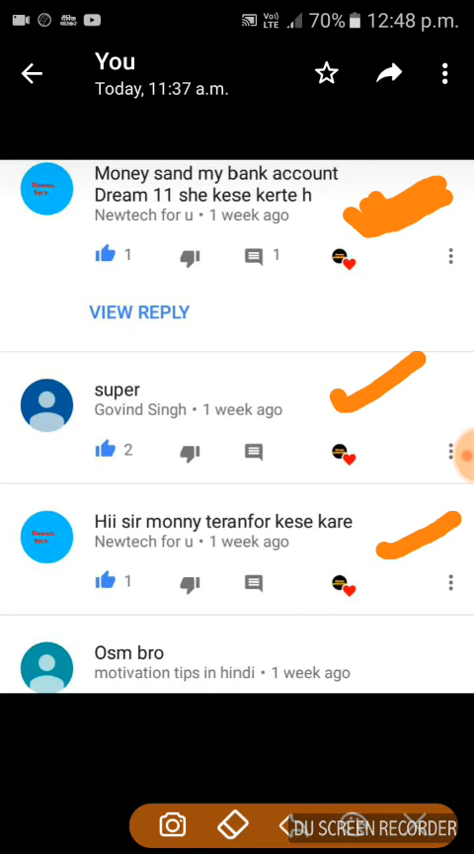 70% 12:48 p.m.
You
Today, 11:37 a.m.
Money sand my bank account
Dream 11 she kese kerte h
Newtech for u • 1 week ago
1
1
VIEW REPLY
super
Govind Singh • 1 week ago
2
Hii sir monny teranfor kese kare
Newtech for u • 1 week ago
1
Osm bro
motivation tips in hindi • 1 week ago
DU SCREEN RECORDER